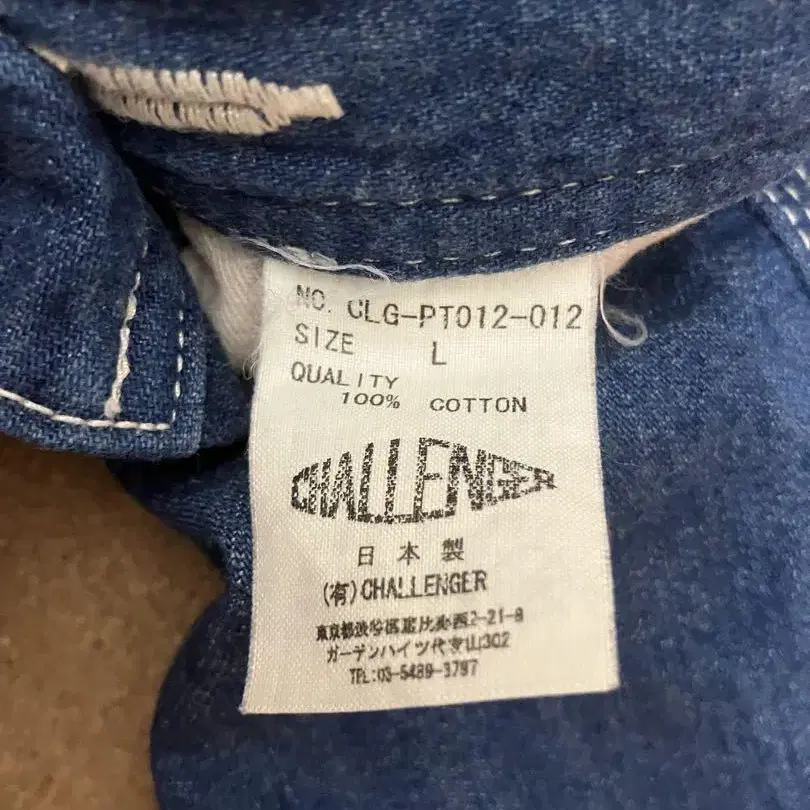 NO. CLG-PT012-012
SIZE L
QUALITY
100% COTTON
CHALLENGER
日本製
(有)CHALLENGER
東京都渋谷区恵比寿西2-21-8
ガーデンハイツ代官山302
TEL:03-5489-3797